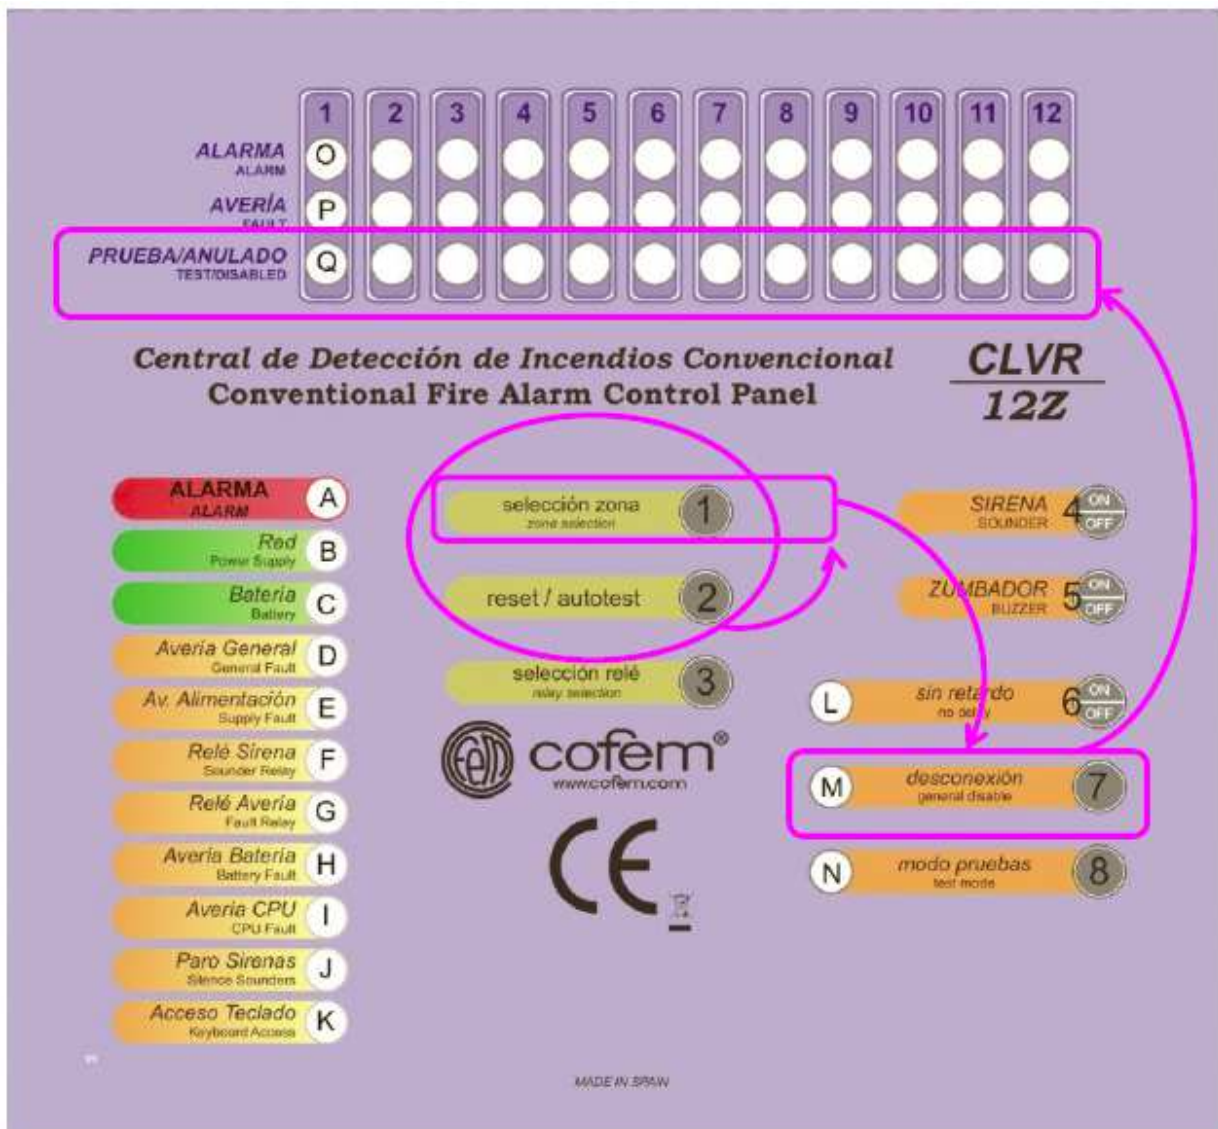 1 2 3 4 5 6 7 8 9 10 11 12
ALARMA O
ALARM
AVERÍA P
FAULT
PRUEBA/ANULADO Q
TEST/DISABLED
Central de Detección de Incendios Convencional
Conventional Fire Alarm Control Panel
CLVR
12Z
ALARMA A
ALARM
Red B
Power Supply
Batería C
Battery
Avería General D
General Fault
Av. Alimentación E
Supply Fault
Relé Sirena F
Sounder Relay
Relé Avería G
Fault Relay
Avería Batería H
Battery Fault
Avería CPU I
CPU Fault
Paro Sirenas J
Silence Sounders
Acceso Teclado K
Keyboard Access
selección zona 1
zone selection
reset / autotest 2
selección relé 3
relay selection
cofem®
www.cofem.com
CE
SIRENA 4 ON
SOUNDER OFF
ZUMBADOR 5 ON
BUZZER OFF
L sin retardo 6 ON
no delay OFF
M desconexión 7
general disable
N modo pruebas 8
test mode
MADE IN SPAIN